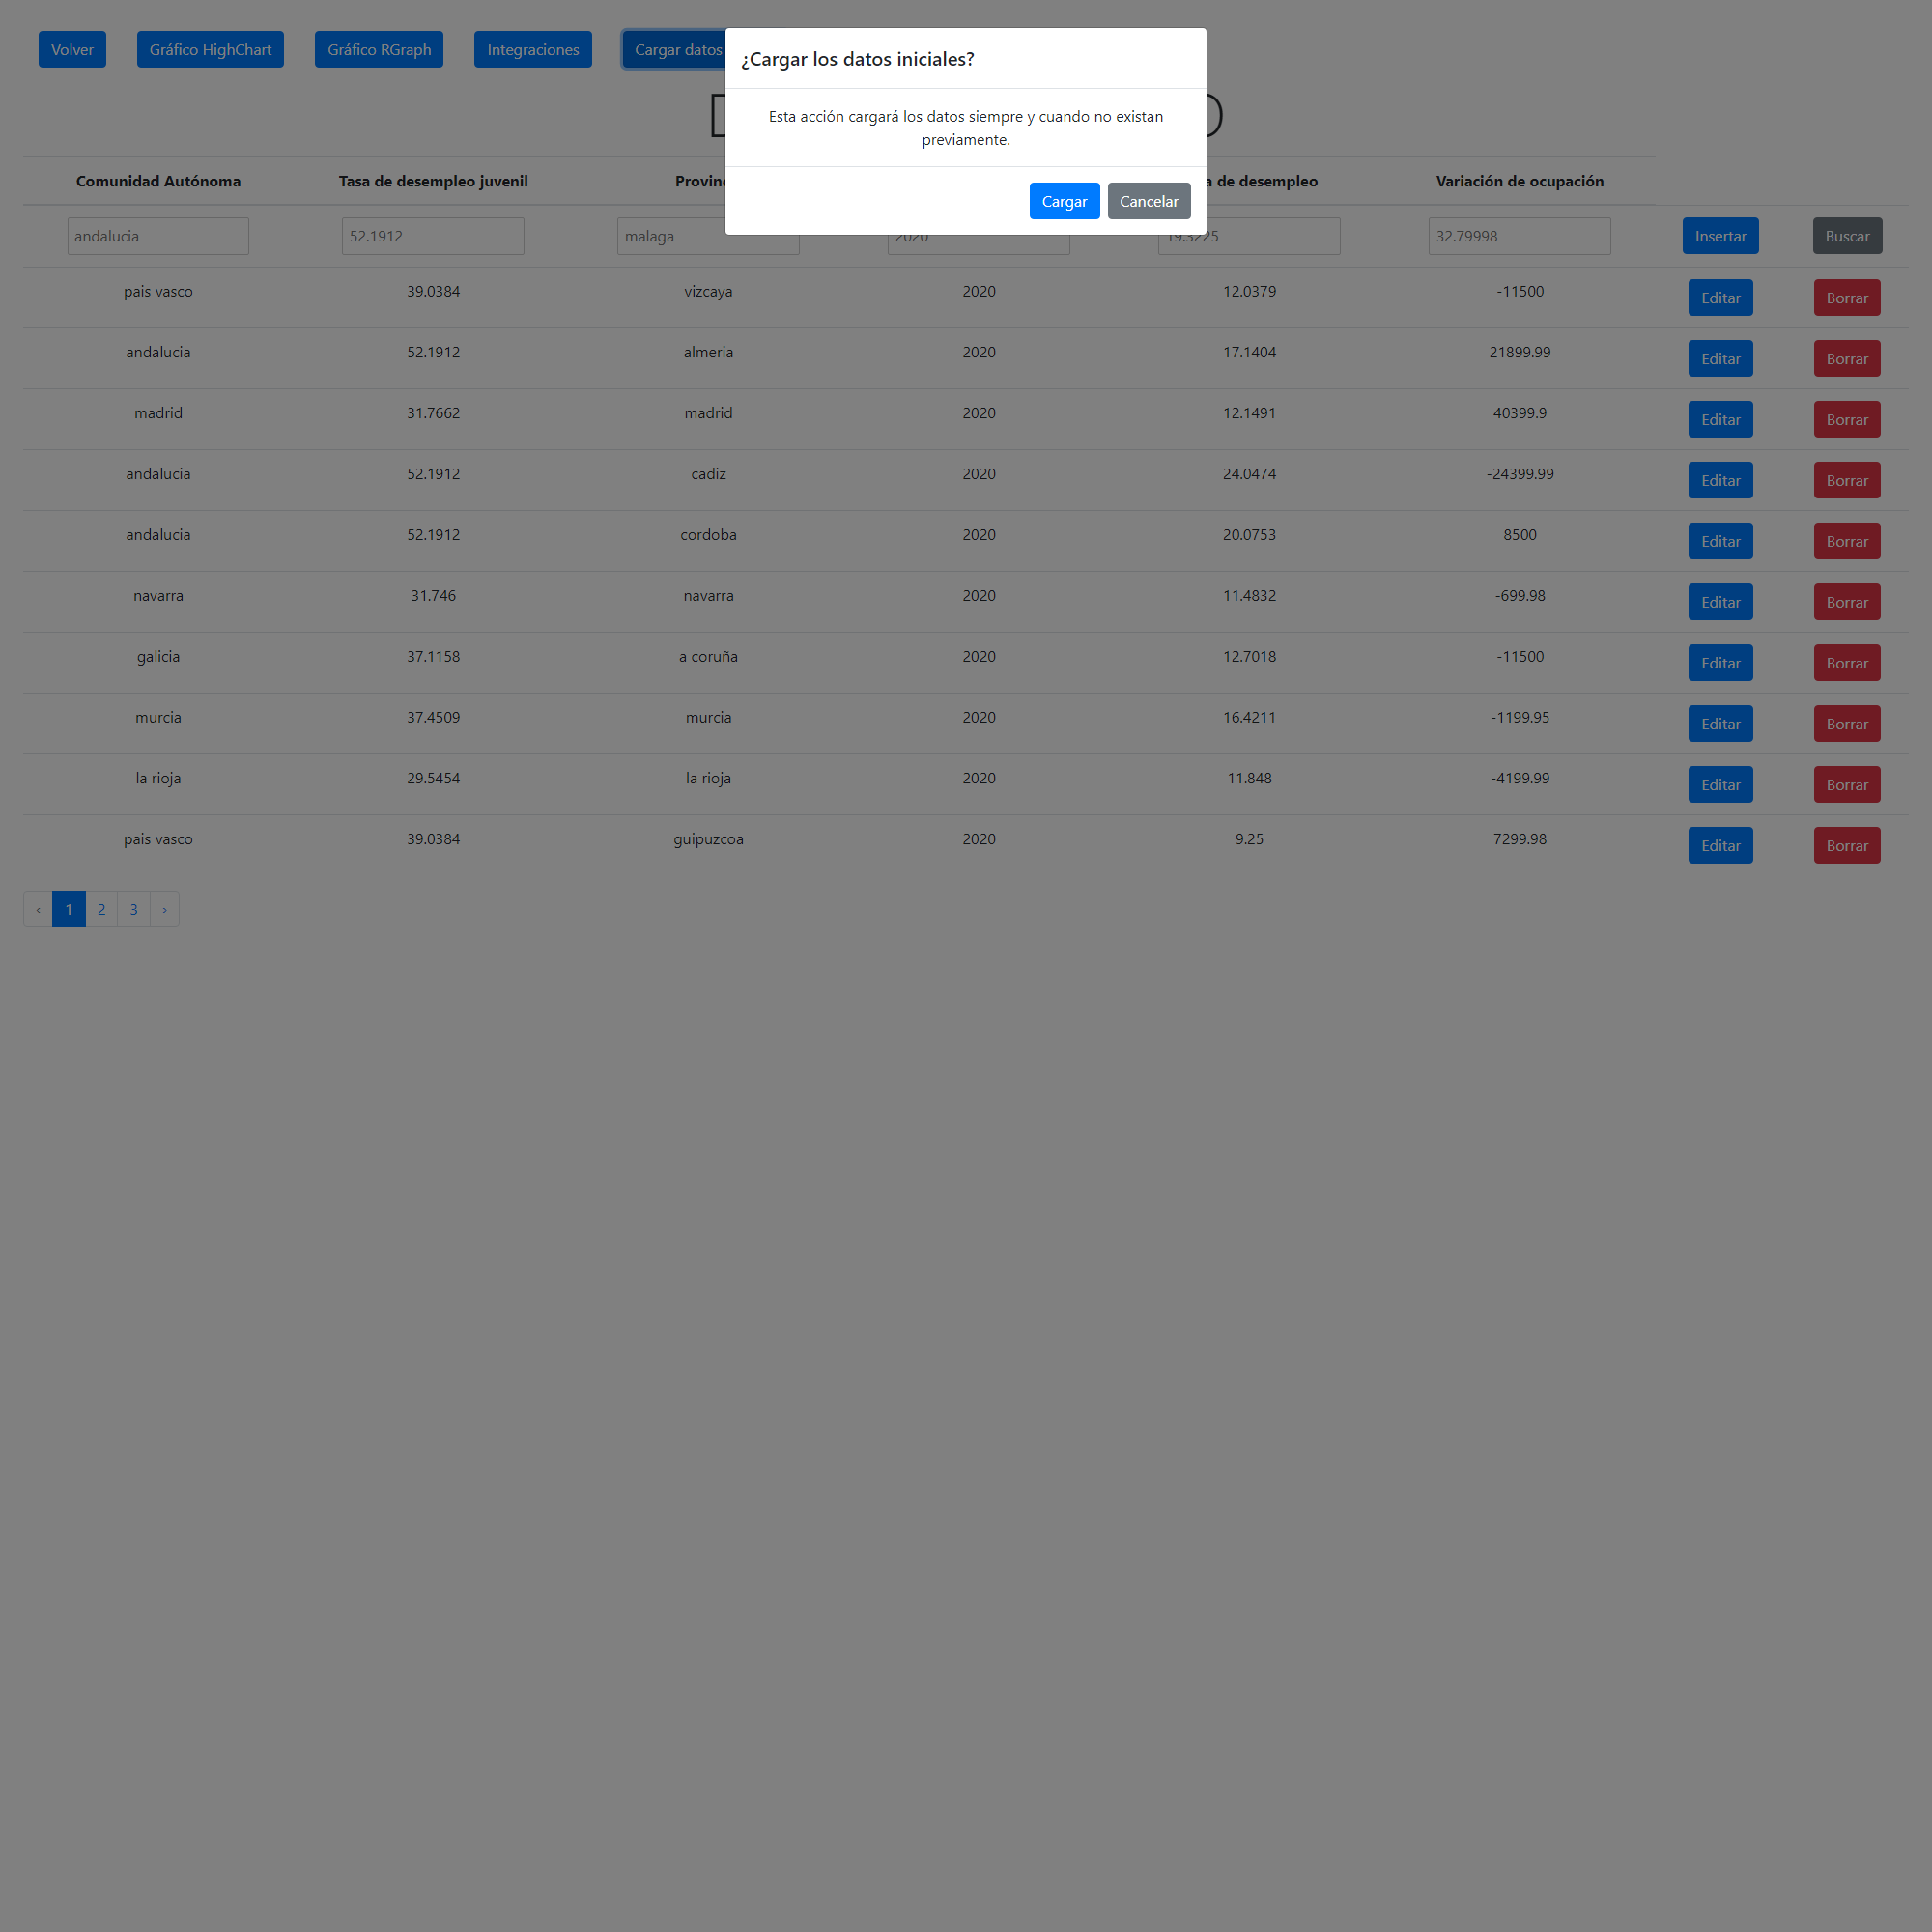 Volver Gráfico HighChart Gráfico RGraph Integraciones Cargar datos
¿Cargar los datos iniciales?
Esta acción cargará los datos siempre y cuando no existan
previamente.
Cargar Cancelar
Comunidad Autónoma Tasa de desempleo juvenil de desempleo Variación de ocupación
andalucia 52.1912 malaga 2020 19.3225 32.79998 Insertar Buscar
pais vasco 39.0384 vizcaya 2020 12.0379 -11500 Editar Borrar
andalucia 52.1912 almeria 2020 17.1404 21899.99 Editar Borrar
madrid 31.7662 madrid 2020 12.1491 40399.9 Editar Borrar
andalucia 52.1912 cadiz 2020 24.0474 -24399.99 Editar Borrar
andalucia 52.1912 cordoba 2020 20.0753 8500 Editar Borrar
navarra 31.746 navarra 2020 11.4832 -699.98 Editar Borrar
galicia 37.1158 a coruña 2020 12.7018 -11500 Editar Borrar
murcia 37.4509 murcia 2020 16.4211 -1199.95 Editar Borrar
la rioja 29.5454 la rioja 2020 11.848 -4199.99 Editar Borrar
pais vasco 39.0384 guipuzcoa 2020 9.25 7299.98 Editar Borrar
‹ 1 2 3 ›